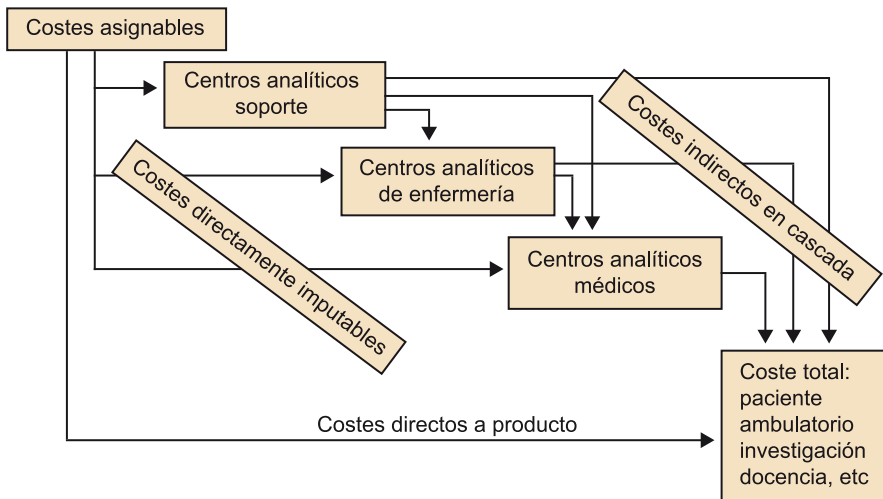 Costes asignables
Centros analíticos
soporte
Centros analíticos
de enfermería
Centros analíticos
médicos
Costes directamente imputables
Costes indirectos en cascada
Costes directos a producto
Coste total:
paciente
ambulatorio
investigación
docencia, etc